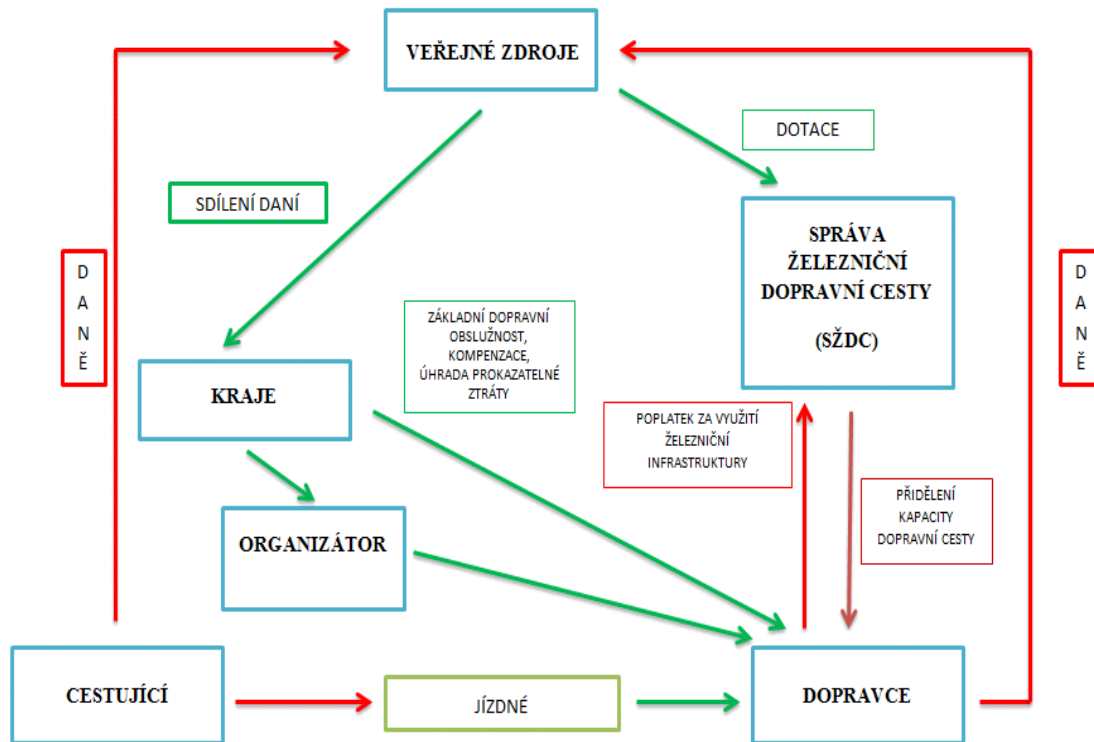 VEŘEJNÉ ZDROJE
DOTACE
SDÍLENÍ DANÍ
SPRÁVA
ŽELEZNIČNÍ
DOPRAVNÍ CESTY
(SŽDC)
D
A
N
Ě
D
A
N
Ě
ZÁKLADNÍ DOPRAVNÍ
OBSLUŽNOST,
KOMPENZACE,
ÚHRADA PROKAZATELNÉ
ZTRÁTY
KRAJE
POPLATEK ZA VYUŽITÍ
ŽELEZNIČNÍ
INFRASTRUKTURY
PŘIDĚLENÍ
KAPACITY
DOPRAVNÍ CESTY
ORGANIZÁTOR
CESTUJÍCÍ
JÍZDNÉ
DOPRAVCE